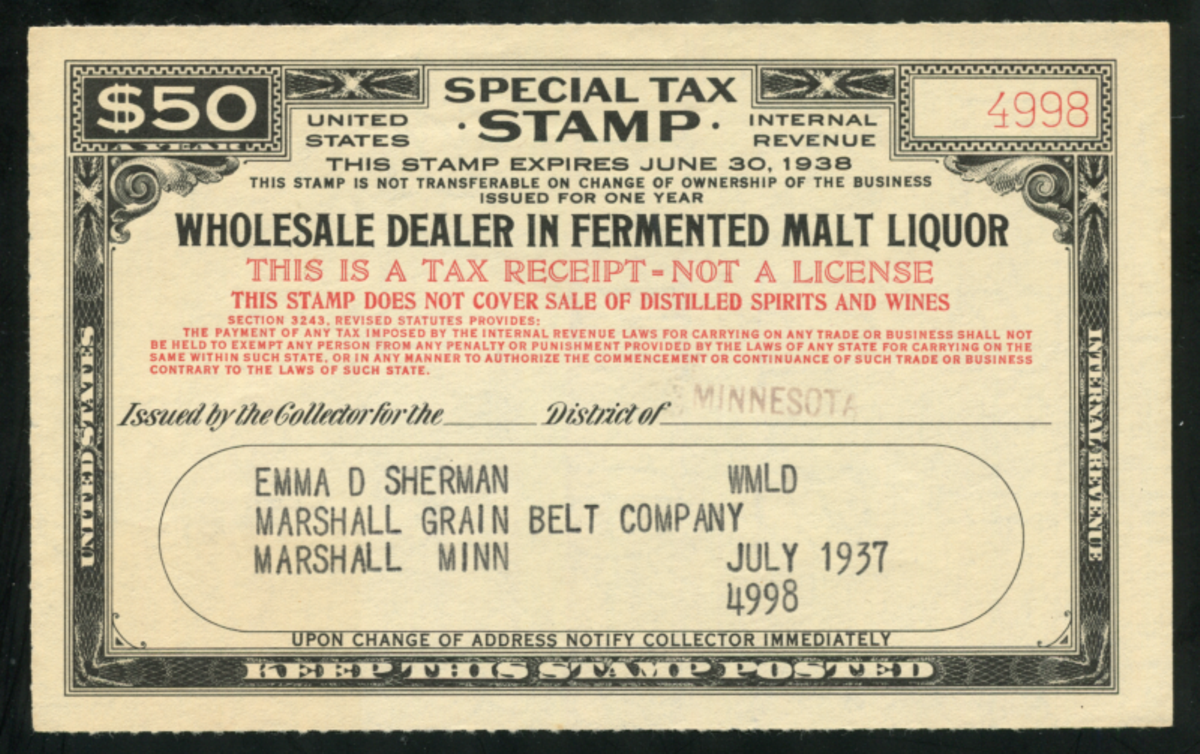 $50
A YEAR
UNITED STATES
SPECIAL TAX
· STAMP ·
INTERNAL REVENUE
4998
THIS STAMP EXPIRES JUNE 30, 1938
THIS STAMP IS NOT TRANSFERABLE ON CHANGE OF OWNERSHIP OF THE BUSINESS
ISSUED FOR ONE YEAR
WHOLESALE DEALER IN FERMENTED MALT LIQUOR
THIS IS A TAX RECEIPT=NOT A LICENSE
THIS STAMP DOES NOT COVER SALE OF DISTILLED SPIRITS AND WINES
SECTION 3243, REVISED STATUTES PROVIDES:
THE PAYMENT OF ANY TAX IMPOSED BY THE INTERNAL REVENUE LAWS FOR CARRYING ON ANY TRADE OR BUSINESS SHALL NOT
BE HELD TO EXEMPT ANY PERSON FROM ANY PENALTY OR PUNISHMENT PROVIDED BY THE LAWS OF ANY STATE FOR CARRYING ON THE
SAME WITHIN SUCH STATE, OR IN ANY MANNER TO AUTHORIZE THE COMMENCEMENT OR CONTINUANCE OF SUCH TRADE OR BUSINESS
CONTRARY TO THE LAWS OF SUCH STATE.
Issued by the Collector for the District of MINNESOTA
EMMA D SHERMAN WMLD
MARSHALL GRAIN BELT COMPANY
MARSHALL MINN JULY 1937
4998
UPON CHANGE OF ADDRESS NOTIFY COLLECTOR IMMEDIATELY
KEEP THIS STAMP POSTED
UNITED STATES
INTERNAL REVENUE